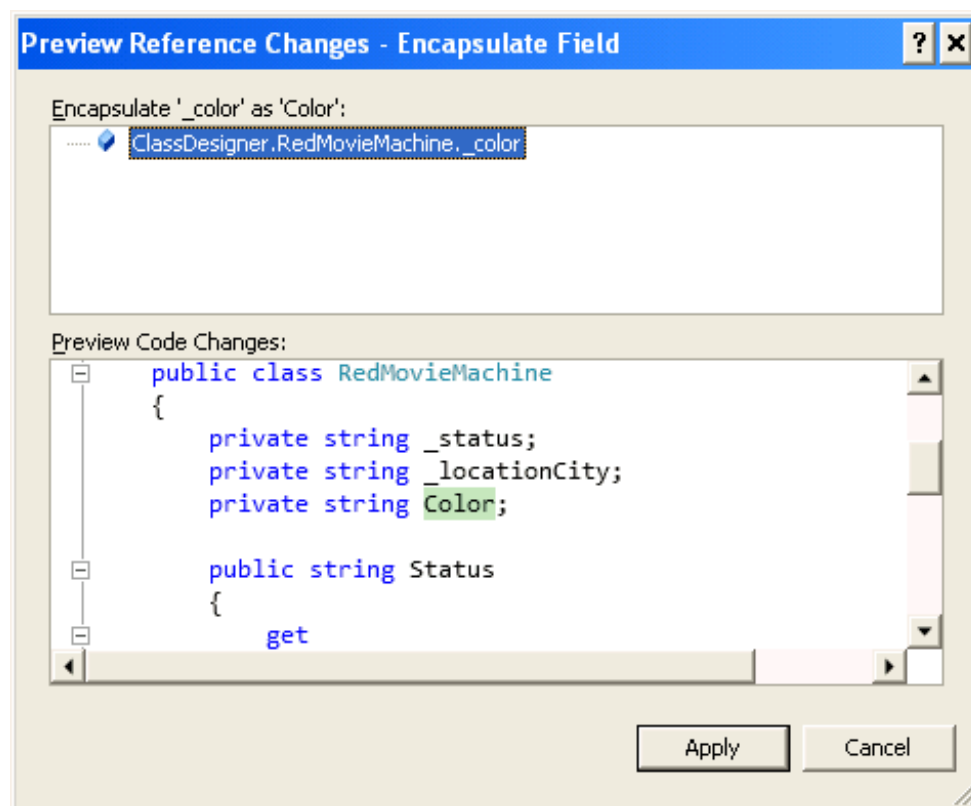 Preview Reference Changes - Encapsulate Field
Encapsulate '_color' as 'Color':
ClassDesigner.RedMovieMachine._color
Preview Code Changes:
public class RedMovieMachine
{
private string _status;
private string _locationCity;
private string Color;
public string Status
{
get
Apply Cancel